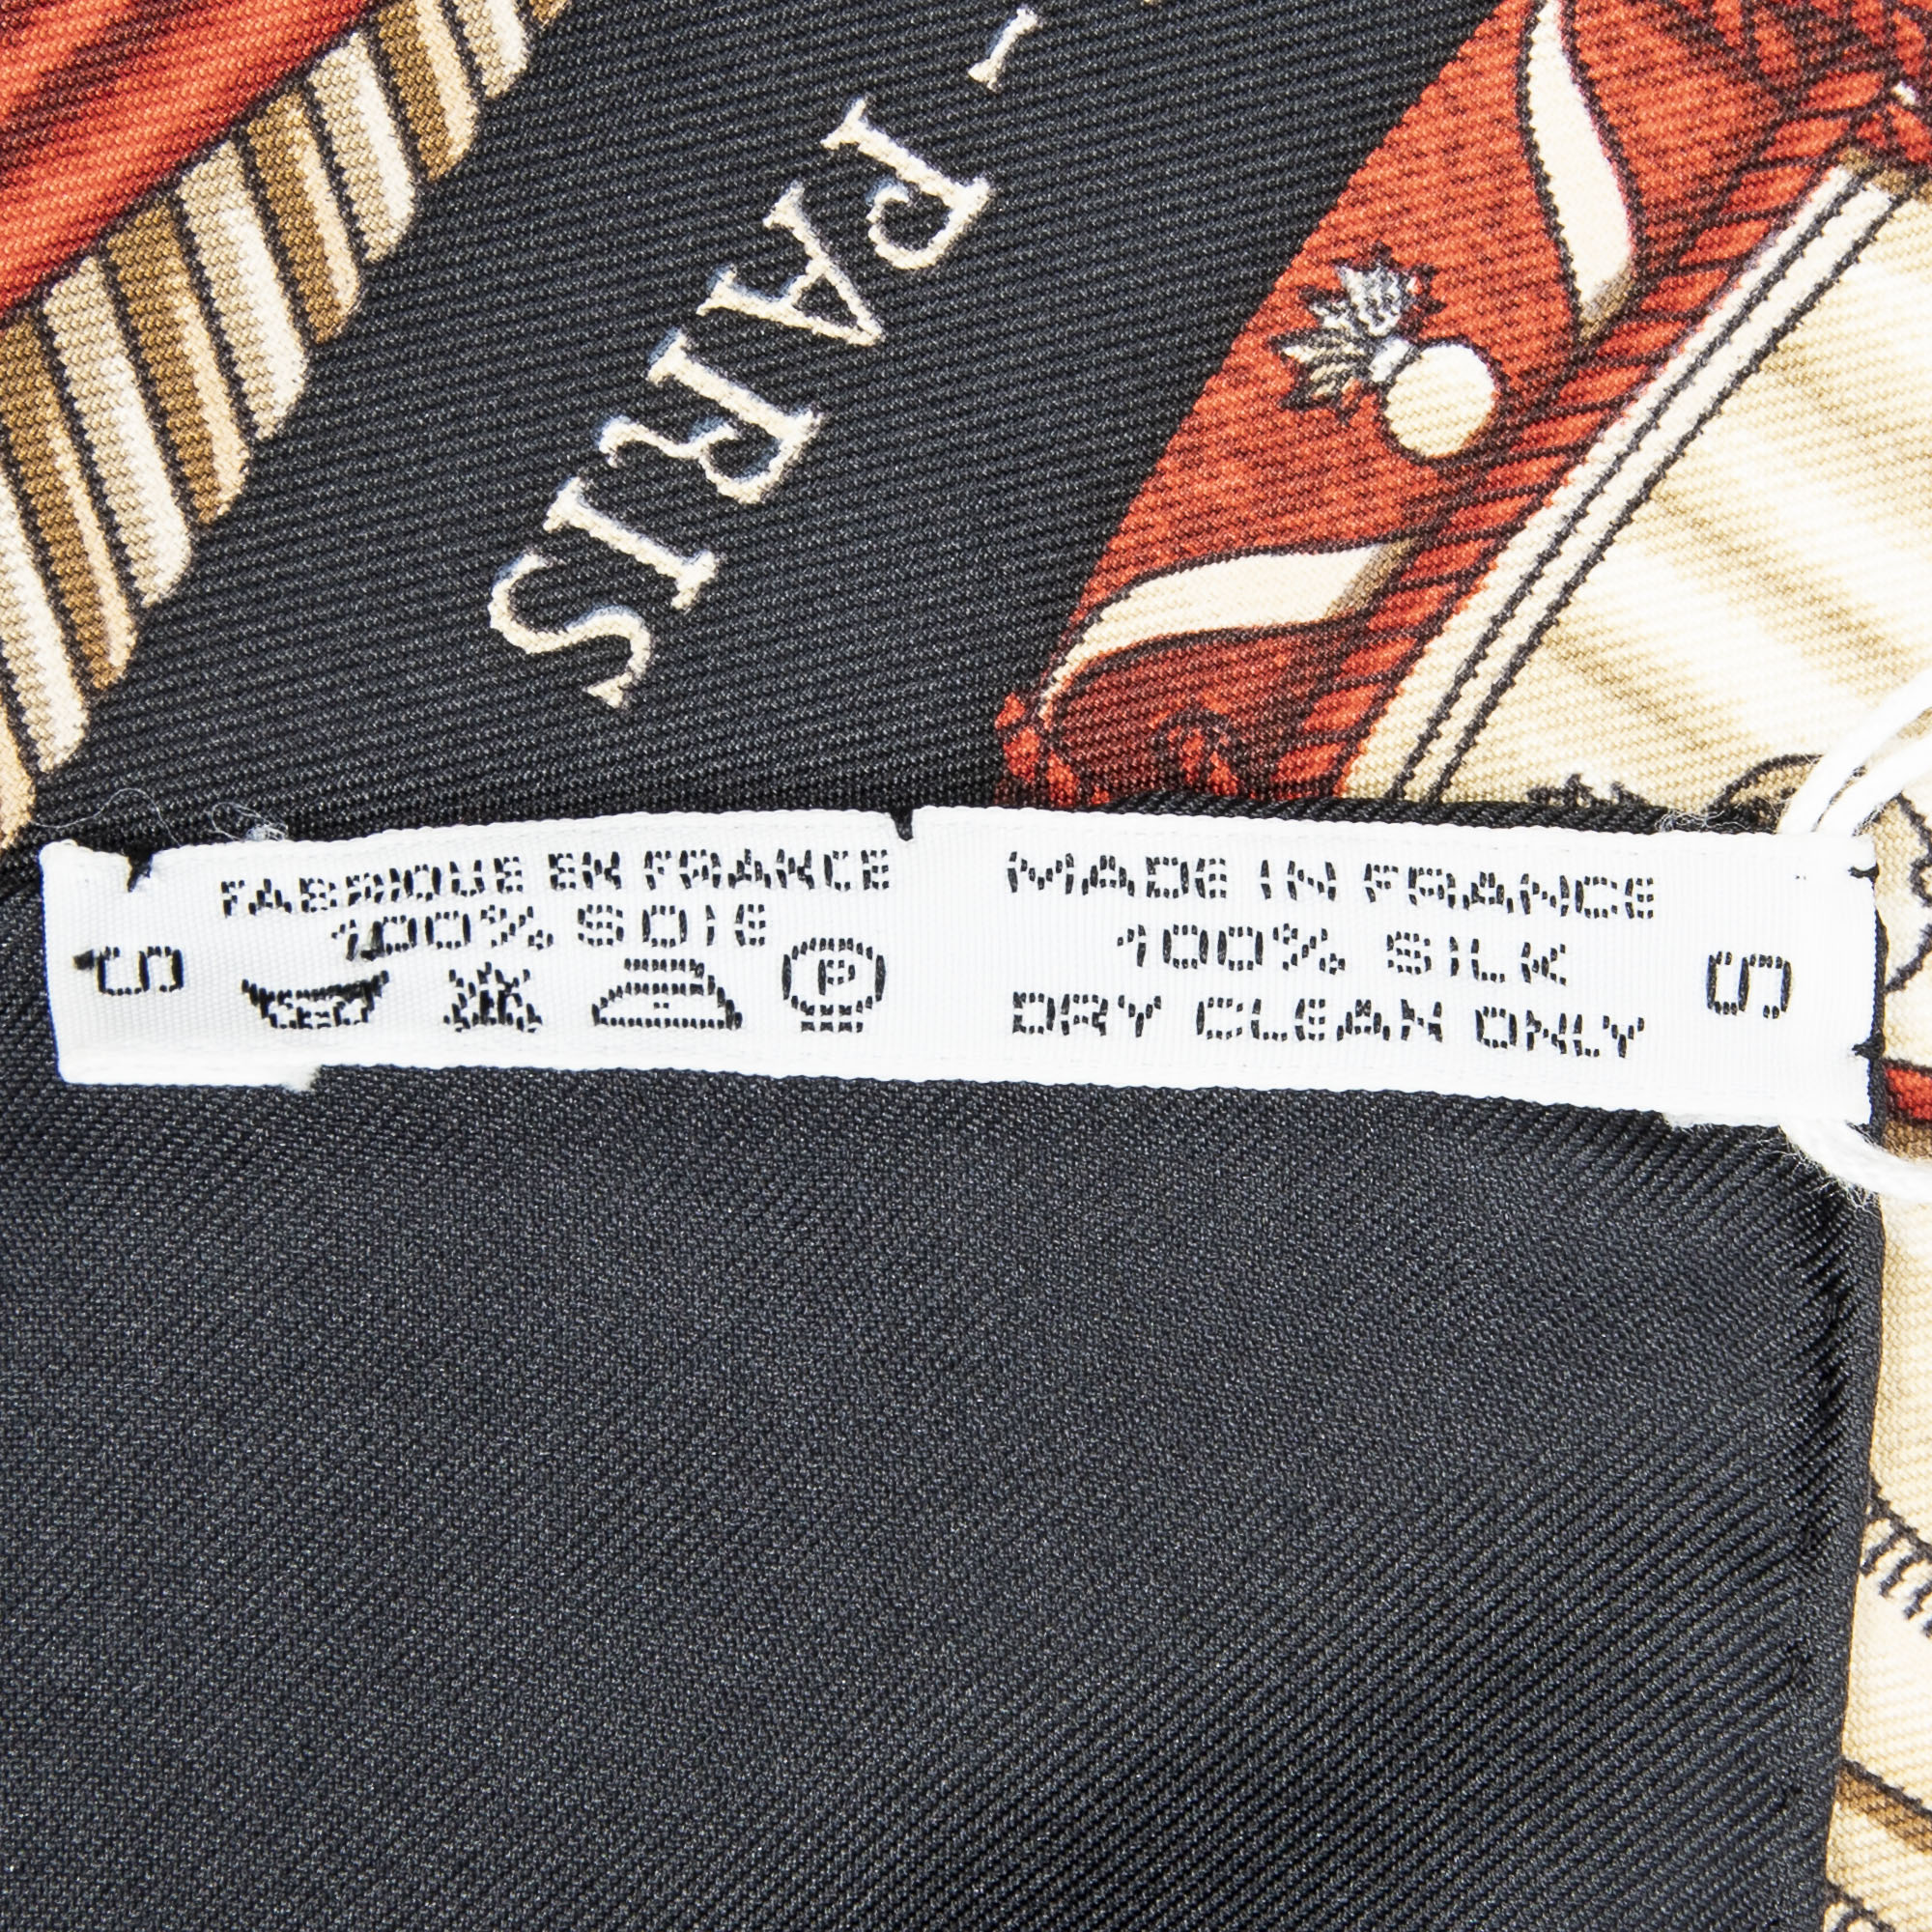 - PARIS
FABRIQUE EN FRANCE
100% SOIE
P
MADE IN FRANCE
100% SILK
DRY CLEAN ONLY